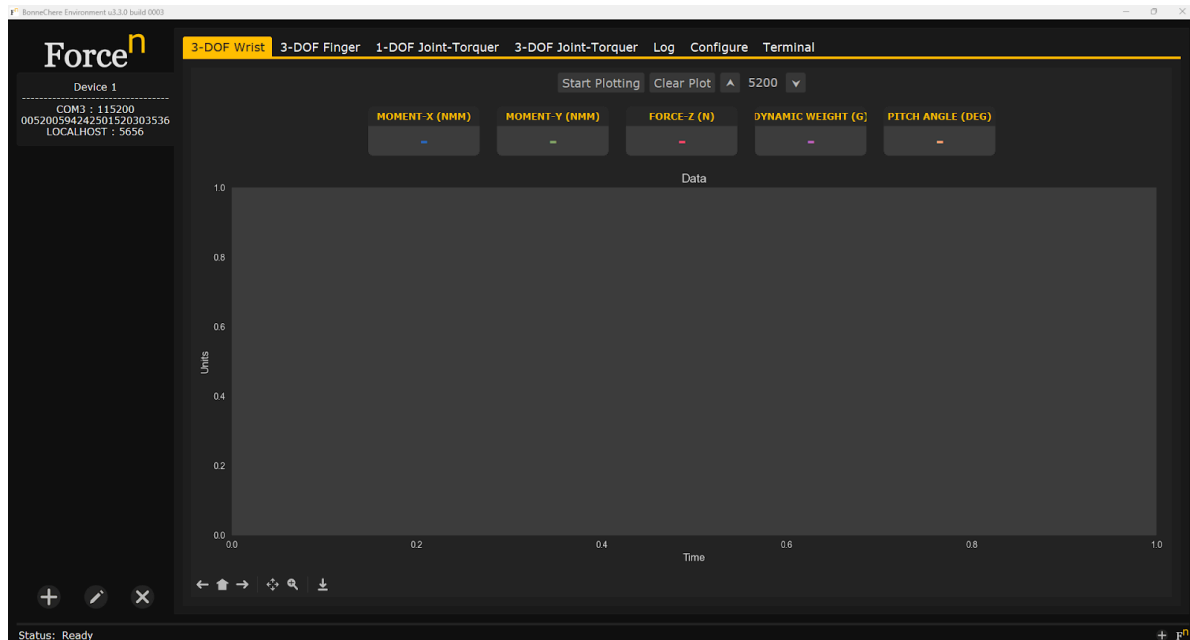 BonneChere Environment u3.3.0 build 0003
Forceⁿ
3-DOF Wrist 3-DOF Finger 1-DOF Joint-Torquer 3-DOF Joint-Torquer Log Configure Terminal
Device 1
--------------------------------
COM3 : 115200
005200594242501520303536
LOCALHOST : 5656
Start Plotting Clear Plot 5200
MOMENT-X (NMM) MOMENT-Y (NMM) FORCE-Z (N) DYNAMIC WEIGHT (G) PITCH ANGLE (DEG)
- - - - -
Data
1.0
0.8
0.6
Units
0.4
0.2
0.0
0.0 0.2 0.4 0.6 0.8 1.0
Time
Status: Ready
Fⁿ